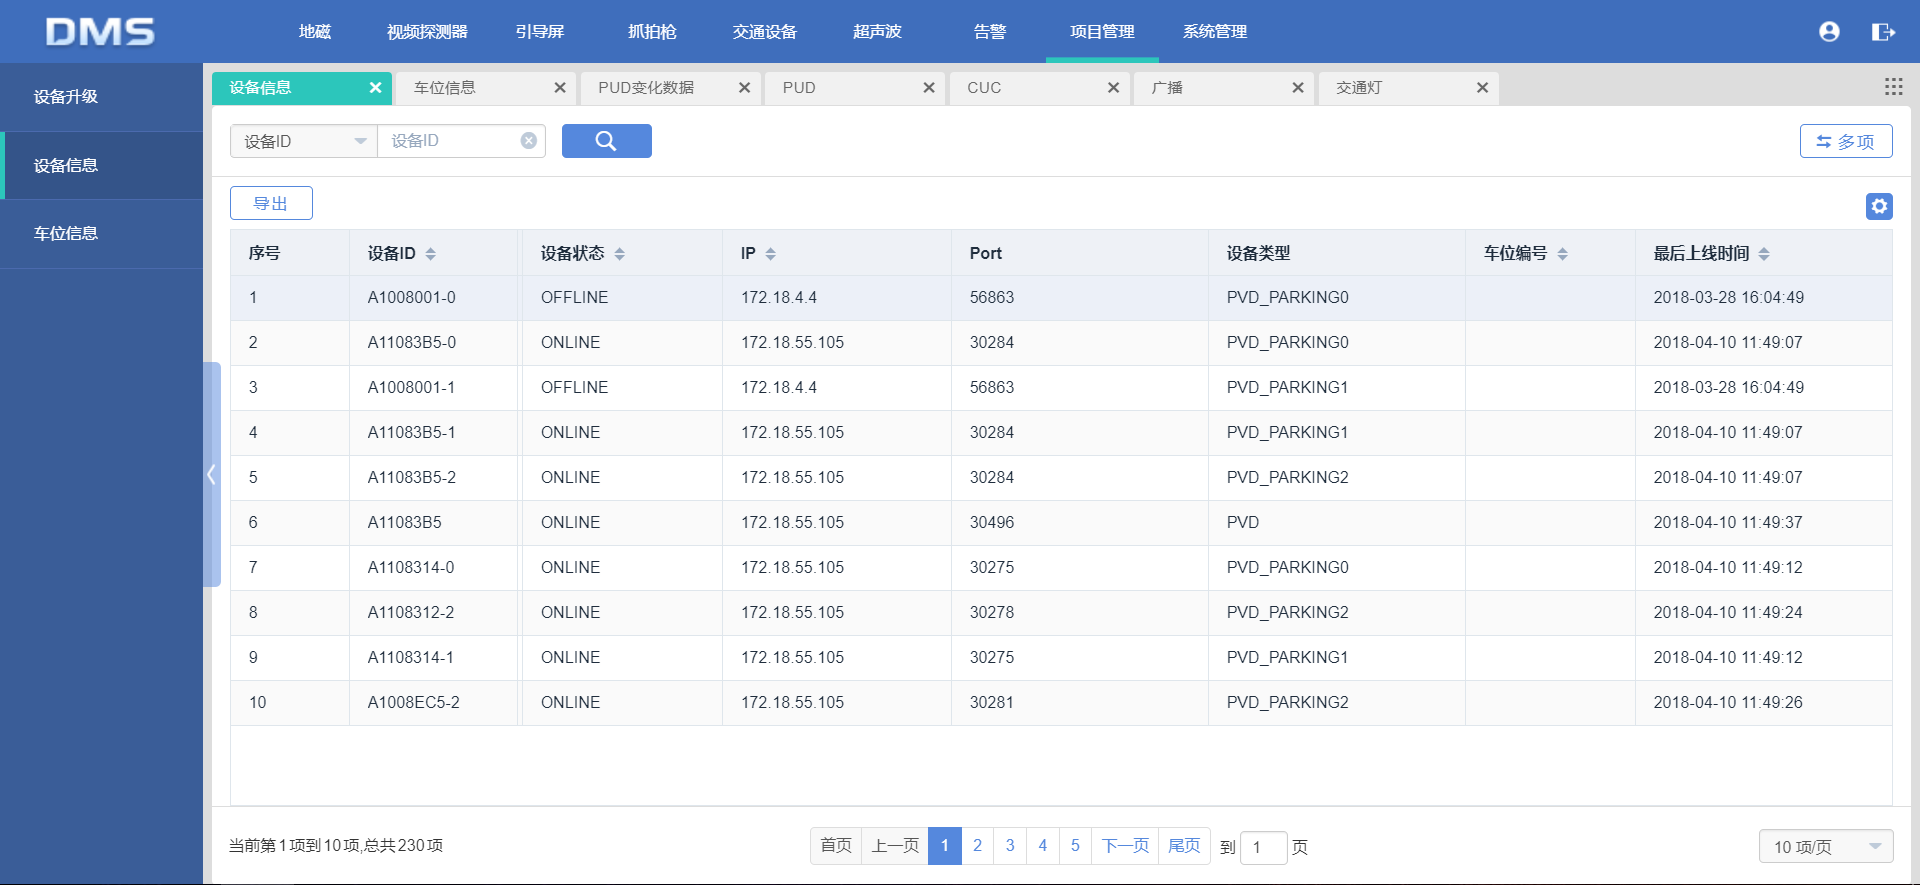 DMS 地磁 视频探测器 引导屏 抓拍枪 交通设备 超声波 告警 项目管理 系统管理
设备升级
设备信息
车位信息
设备信息 车位信息 PUD变化数据 PUD CUC 广播 交通灯
设备ID 设备ID 多项
导出
序号 设备ID 设备状态 IP Port 设备类型 车位编号 最后上线时间
1 A1008001-0 OFFLINE 172.18.4.4 56863 PVD_PARKING0 2018-03-28 16:04:49
2 A11083B5-0 ONLINE 172.18.55.105 30284 PVD_PARKING0 2018-04-10 11:49:07
3 A1008001-1 OFFLINE 172.18.4.4 56863 PVD_PARKING1 2018-03-28 16:04:49
4 A11083B5-1 ONLINE 172.18.55.105 30284 PVD_PARKING1 2018-04-10 11:49:07
5 A11083B5-2 ONLINE 172.18.55.105 30284 PVD_PARKING2 2018-04-10 11:49:07
6 A11083B5 ONLINE 172.18.55.105 30496 PVD 2018-04-10 11:49:37
7 A1108314-0 ONLINE 172.18.55.105 30275 PVD_PARKING0 2018-04-10 11:49:12
8 A1108312-2 ONLINE 172.18.55.105 30278 PVD_PARKING2 2018-04-10 11:49:24
9 A1108314-1 ONLINE 172.18.55.105 30275 PVD_PARKING1 2018-04-10 11:49:12
10 A1008EC5-2 ONLINE 172.18.55.105 30281 PVD_PARKING2 2018-04-10 11:49:26
当前第1项到10项,总共230项 首页 上一页 1 2 3 4 5 下一页 尾页 到 1 页 10 项/页